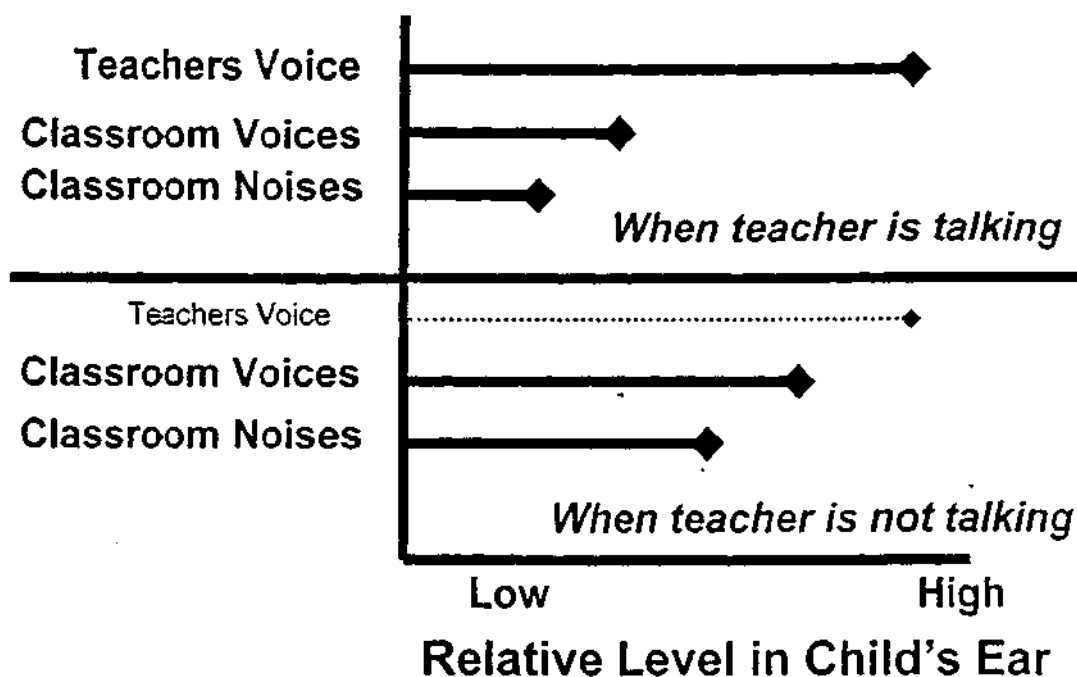 Teachers Voice
Classroom Voices
Classroom Noises
When teacher is talking
Teachers Voice
Classroom Voices
Classroom Noises
When teacher is not talking
Low High
Relative Level in Child's Ear